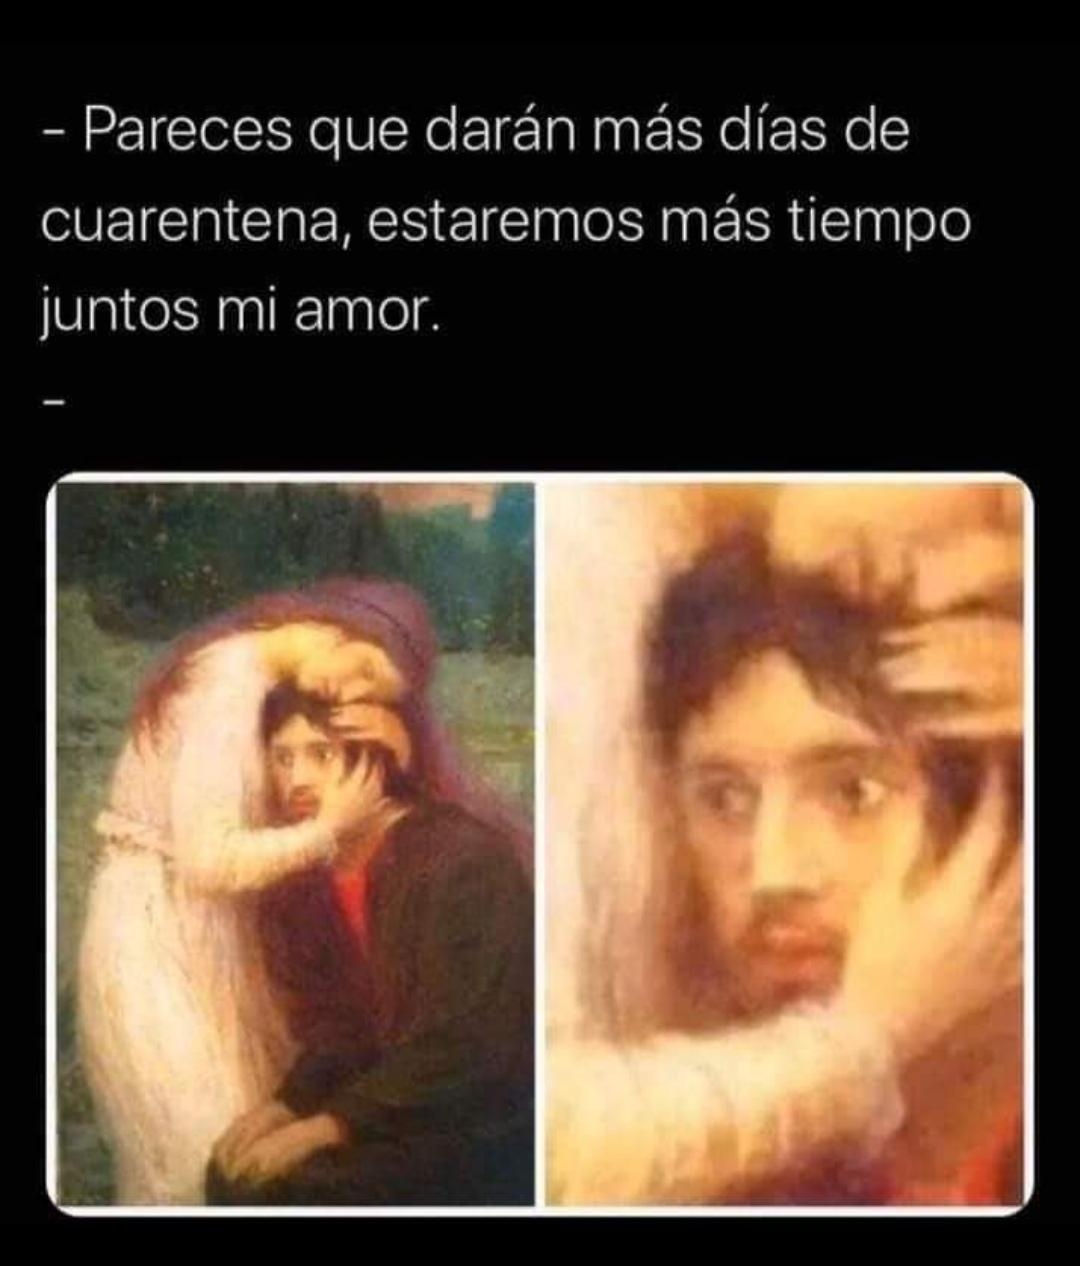 - Pareces que darán más días de
cuarentena, estaremos más tiempo
juntos mi amor.
-